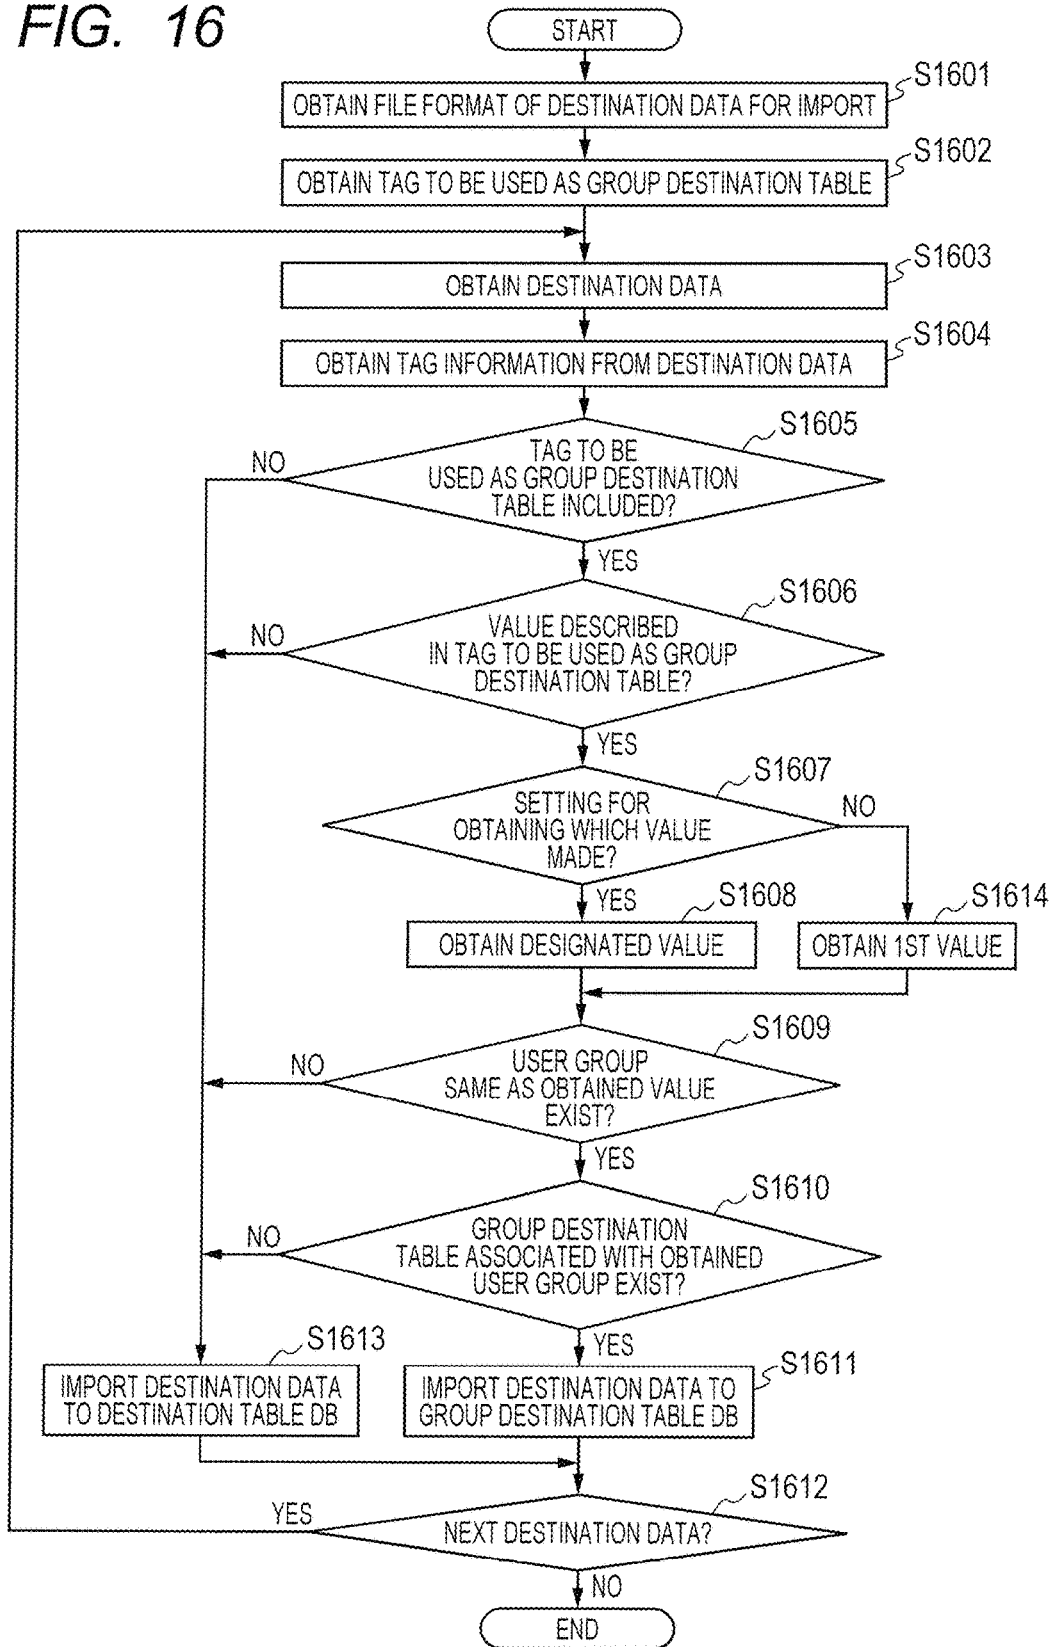 FIG. 16
START
S1601
OBTAIN FILE FORMAT OF DESTINATION DATA FOR IMPORT
S1602
OBTAIN TAG TO BE USED AS GROUP DESTINATION TABLE
S1603
OBTAIN DESTINATION DATA
S1604
OBTAIN TAG INFORMATION FROM DESTINATION DATA
S1605
TAG TO BE
USED AS GROUP DESTINATION
TABLE INCLUDED?
NO
YES
S1606
VALUE DESCRIBED
IN TAG TO BE USED AS GROUP
DESTINATION TABLE?
NO
YES
S1607
SETTING FOR
OBTAINING WHICH VALUE
MADE?
NO
YES
S1608
OBTAIN DESIGNATED VALUE
S1614
OBTAIN 1ST VALUE
S1609
USER GROUP
SAME AS OBTAINED VALUE
EXIST?
NO
YES
S1610
GROUP DESTINATION
TABLE ASSOCIATED WITH OBTAINED
USER GROUP EXIST?
NO
YES
S1613
IMPORT DESTINATION DATA
TO DESTINATION TABLE DB
S1611
IMPORT DESTINATION DATA TO
GROUP DESTINATION TABLE DB
S1612
YES
NEXT DESTINATION DATA?
NO
END